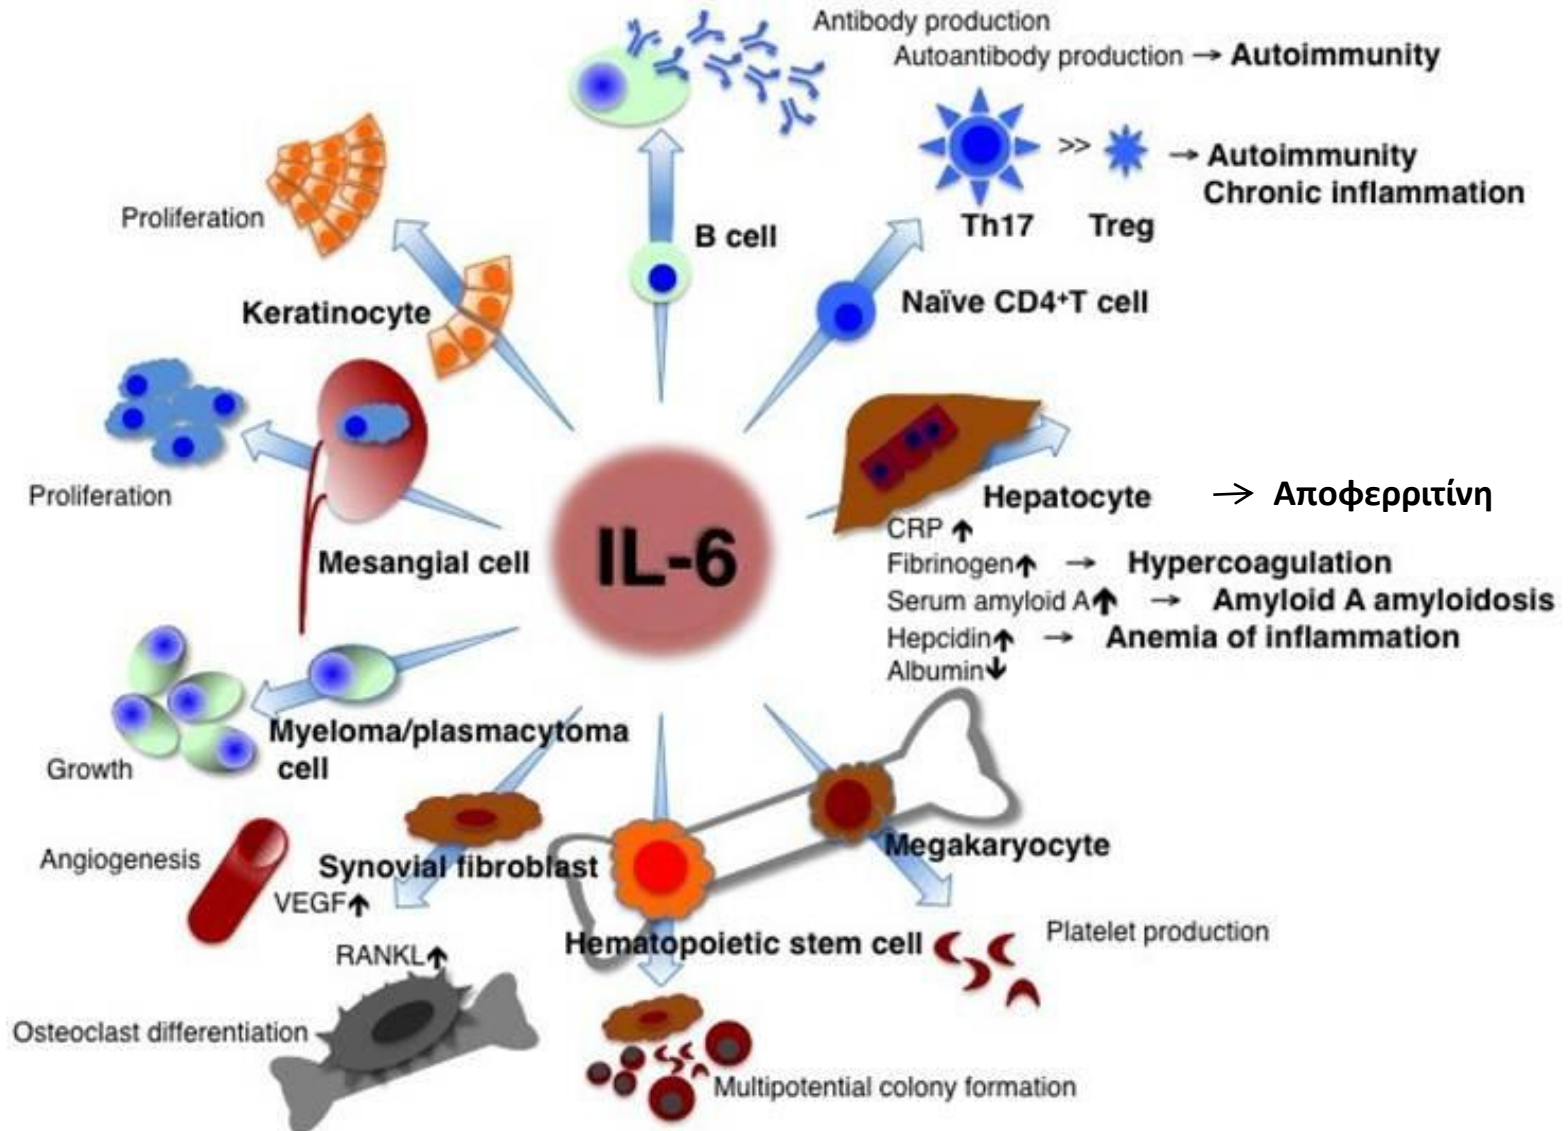 Antibody production
Autoantibody production → Autoimmunity
>>
→ Autoimmunity
Chronic inflammation
Th17 Treg
B cell
Naïve CD4⁺T cell
Proliferation
Keratinocyte
Proliferation
Mesangial cell
IL-6
Hepatocyte → Αποφερριτίνη
CRP ↑
Fibrinogen↑ → Hypercoagulation
Serum amyloid A↑ → Amyloid A amyloidosis
Hepcidin↑ → Anemia of inflammation
Albumin↓
Myeloma/plasmacytoma
cell
Growth
Angiogenesis
Synovial fibroblast
VEGF↑
RANKL↑
Osteoclast differentiation
Hematopoietic stem cell
Multipotential colony formation
Megakaryocyte
Platelet production